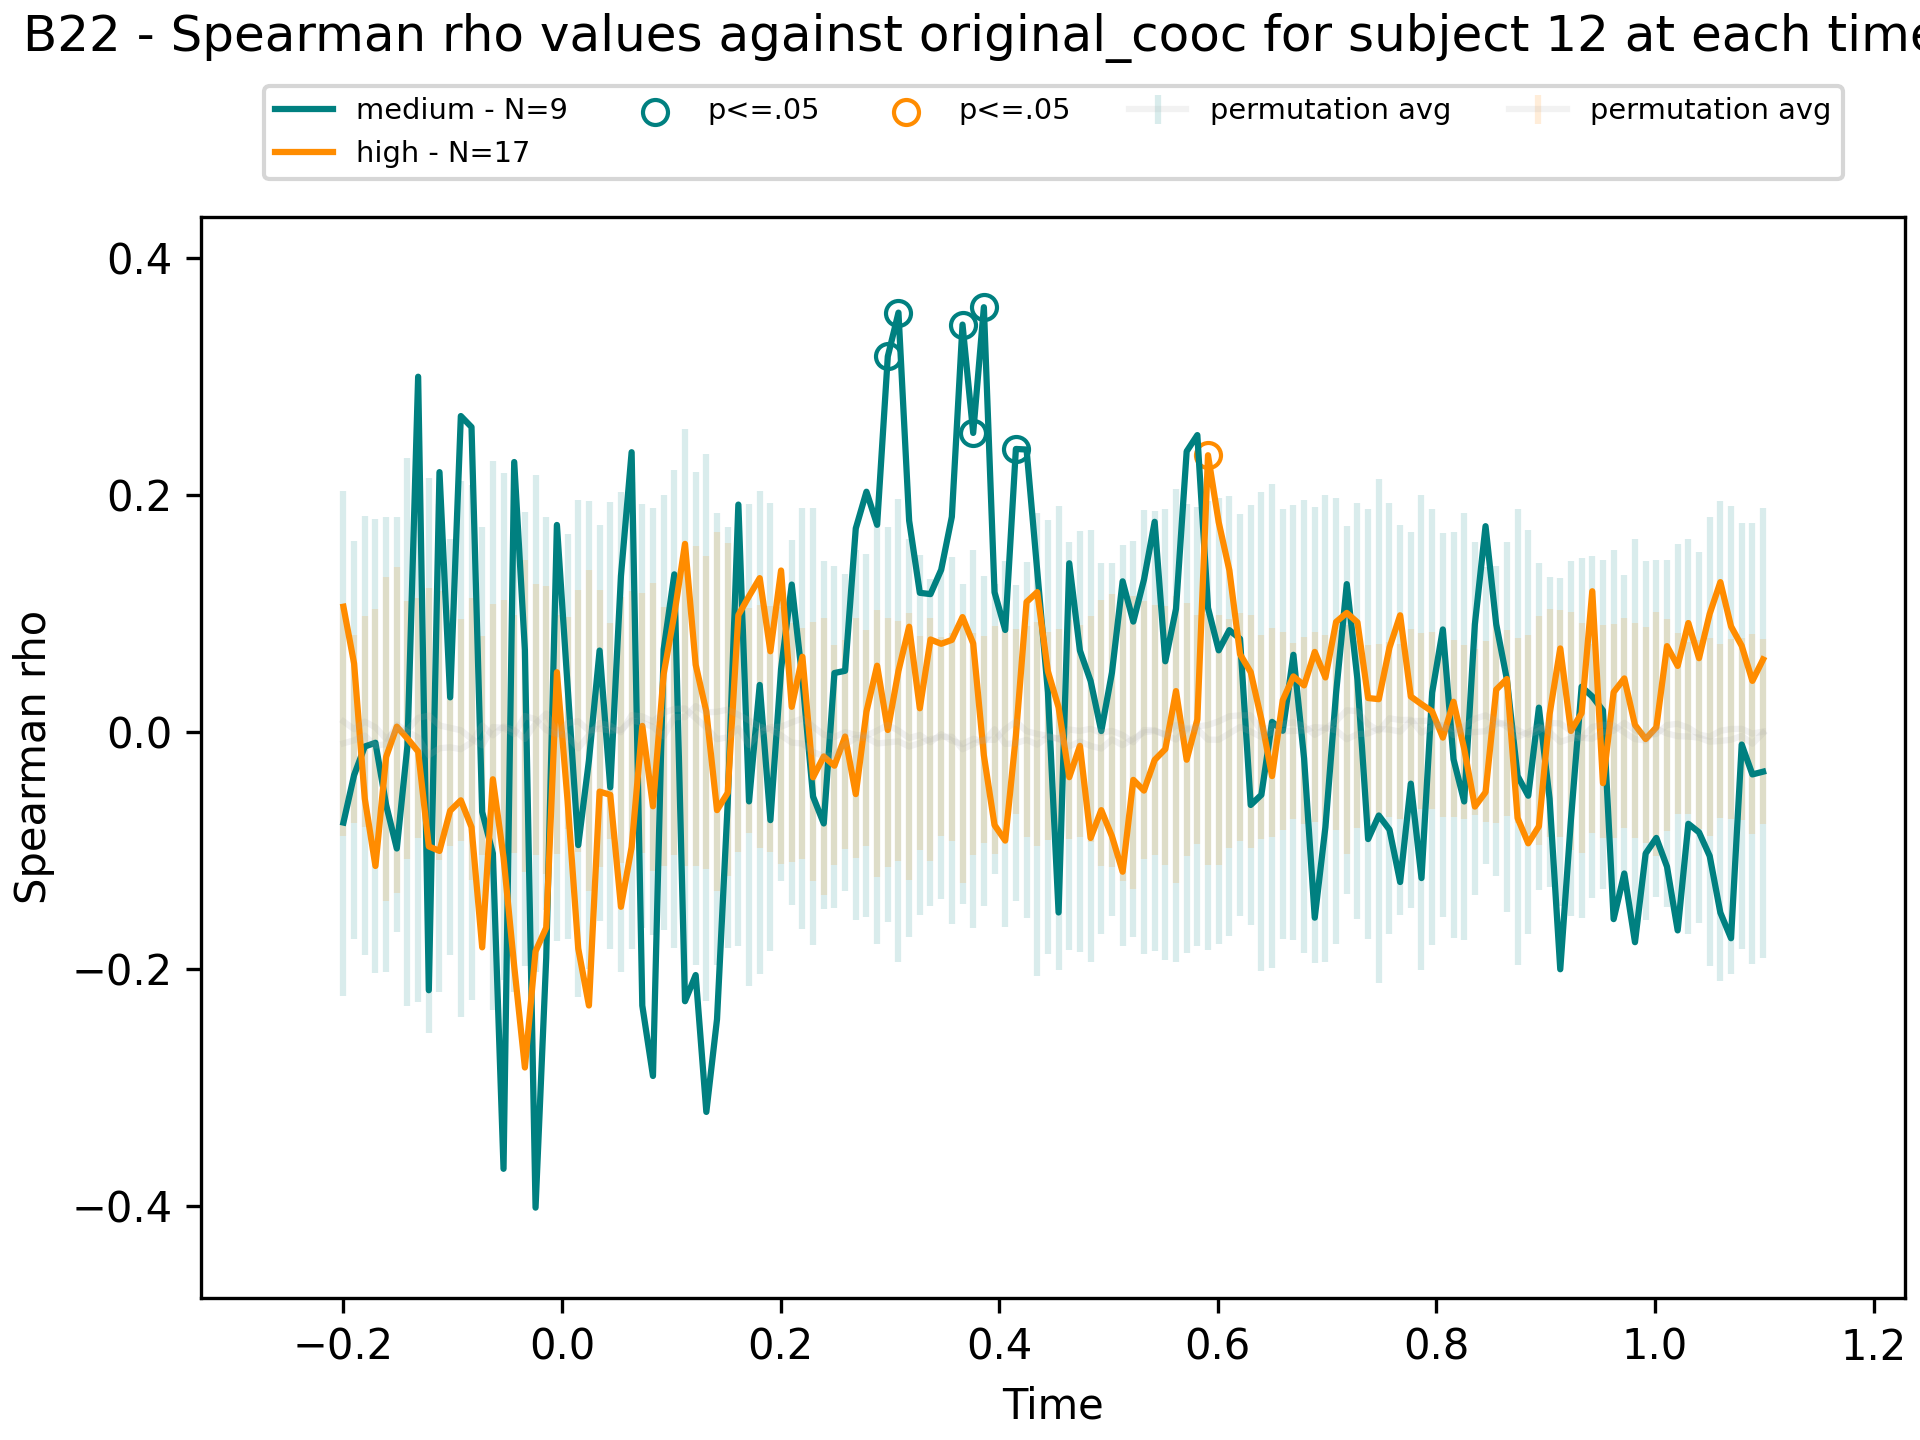 B22 - Spearman rho values against original_cooc for subject 12 at each time
medium - N=9
high - N=17
p<=.05
p<=.05
permutation avg
permutation avg
Spearman rho
0.4
0.2
0.0
−0.2
−0.4
−0.2 0.0 0.2 0.4 0.6 0.8 1.0 1.2
Time